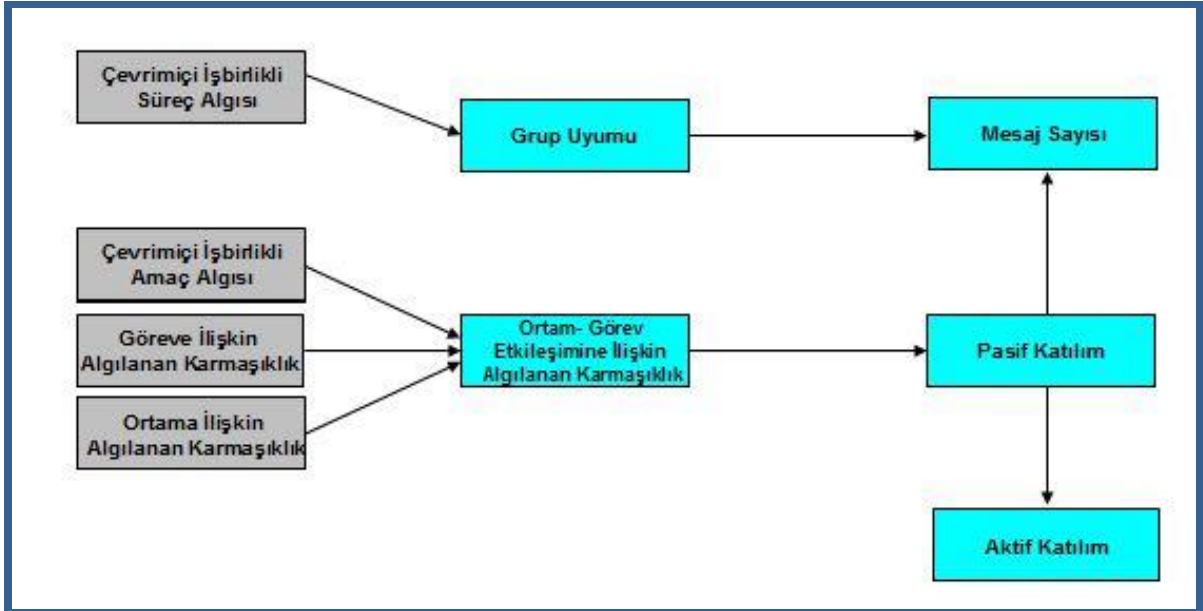 Çevrimiçi İşbirlikli
Süreç Algısı
Grup Uyumu
Mesaj Sayısı
Çevrimiçi İşbirlikli
Amaç Algısı
Göreve İlişkin
Algılanan Karmaşıklık
Ortam- Görev
Etkileşimine İlişkin
Algılanan Karmaşıklık
Pasif Katılım
Ortama İlişkin
Algılanan Karmaşıklık
Aktif Katılım